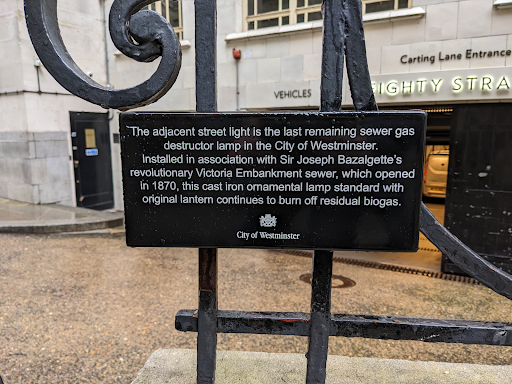 Carting Lane Entrance
VEHICLES
EIGHTY STRA
The adjacent street light is the last remaining sewer gas
destructor lamp in the City of Westminster.
Installed in association with Sir Joseph Bazalgette's
revolutionary Victoria Embankment sewer, which opened
in 1870, this cast iron ornamental lamp standard with
original lantern continues to burn off residual biogas.
City of Westminster